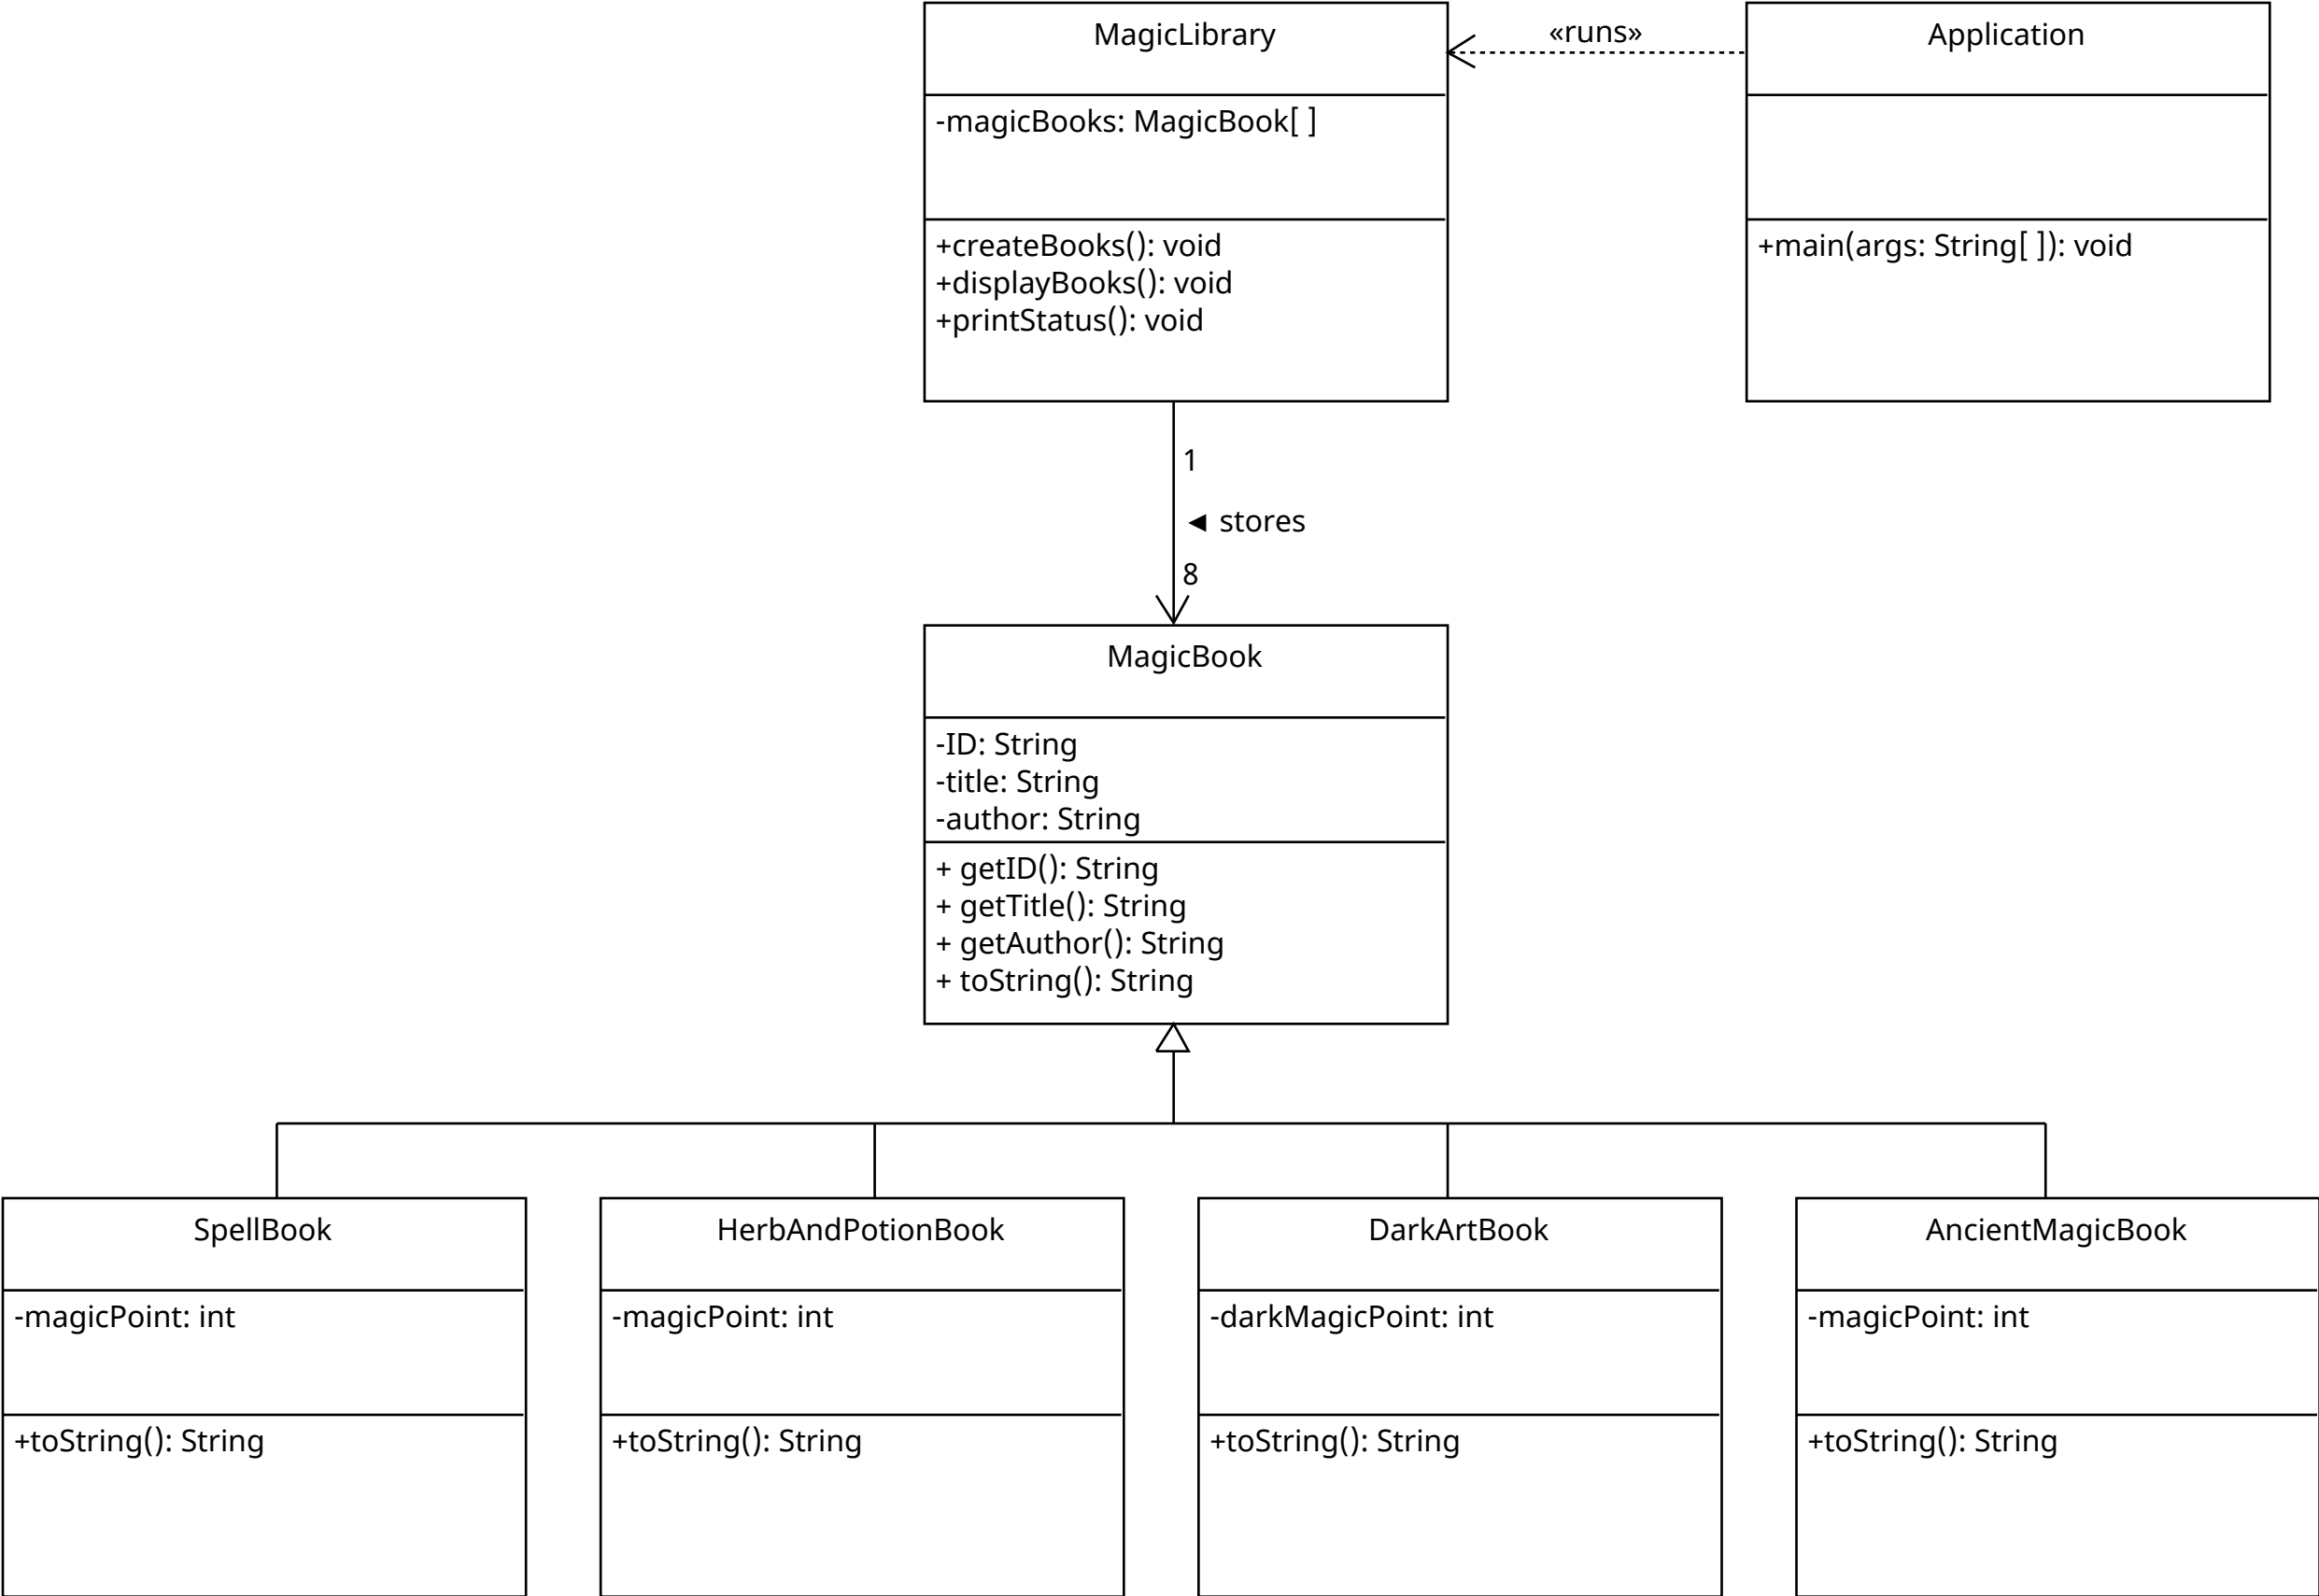 MagicLibrary
-magicBooks: MagicBook[ ]
+createBooks(): void
+displayBooks(): void
+printStatus(): void
«runs»
Application
+main(args: String[ ]): void
1
◄ stores
8
MagicBook
-ID: String
-title: String
-author: String
+ getID(): String
+ getTitle(): String
+ getAuthor(): String
+ toString(): String
SpellBook
-magicPoint: int
+toString(): String
HerbAndPotionBook
-magicPoint: int
+toString(): String
DarkArtBook
-darkMagicPoint: int
+toString(): String
AncientMagicBook
-magicPoint: int
+toString(): String